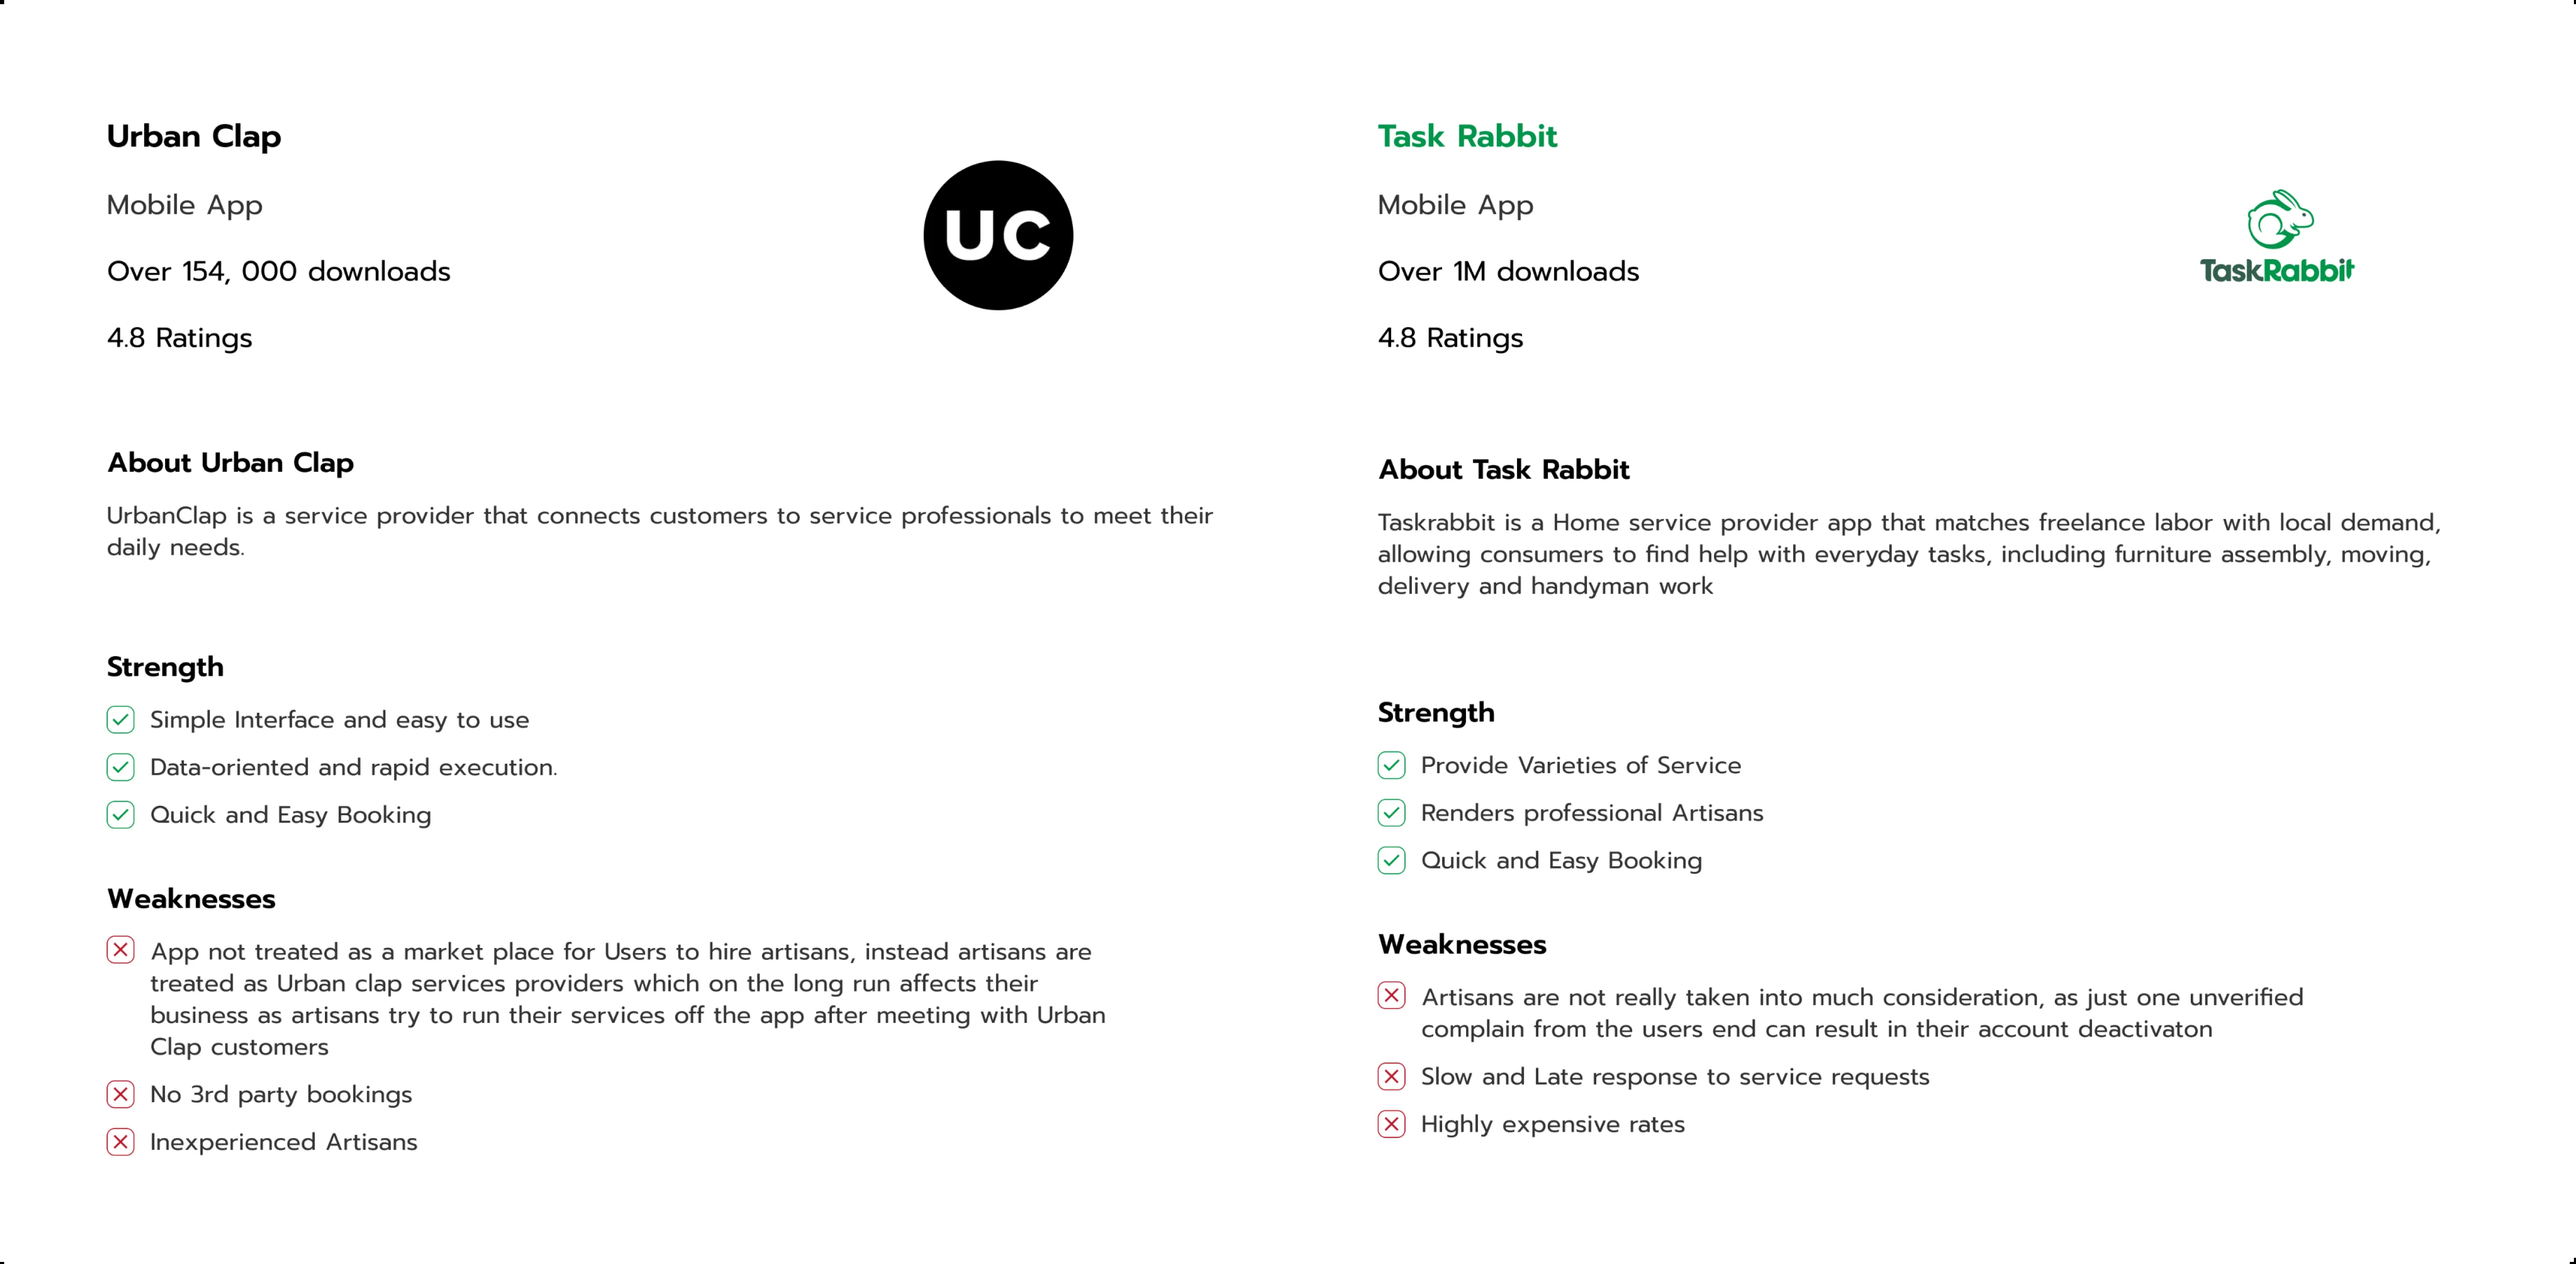 Urban Clap
Mobile App
Over 154, 000 downloads
4.8 Ratings
UC
About Urban Clap
UrbanClap is a service provider that connects customers to service professionals to meet their
daily needs.
Strength
Simple Interface and easy to use
Data-oriented and rapid execution.
Quick and Easy Booking
Weaknesses
App not treated as a market place for Users to hire artisans, instead artisans are
treated as Urban clap services providers which on the long run affects their
business as artisans try to run their services off the app after meeting with Urban
Clap customers
No 3rd party bookings
Inexperienced Artisans
Task Rabbit
Mobile App
Over 1M downloads
4.8 Ratings
TaskRabbit
About Task Rabbit
Taskrabbit is a Home service provider app that matches freelance labor with local demand,
allowing consumers to find help with everyday tasks, including furniture assembly, moving,
delivery and handyman work
Strength
Provide Varieties of Service
Renders professional Artisans
Quick and Easy Booking
Weaknesses
Artisans are not really taken into much consideration, as just one unverified
complain from the users end can result in their account deactivaton
Slow and Late response to service requests
Highly expensive rates